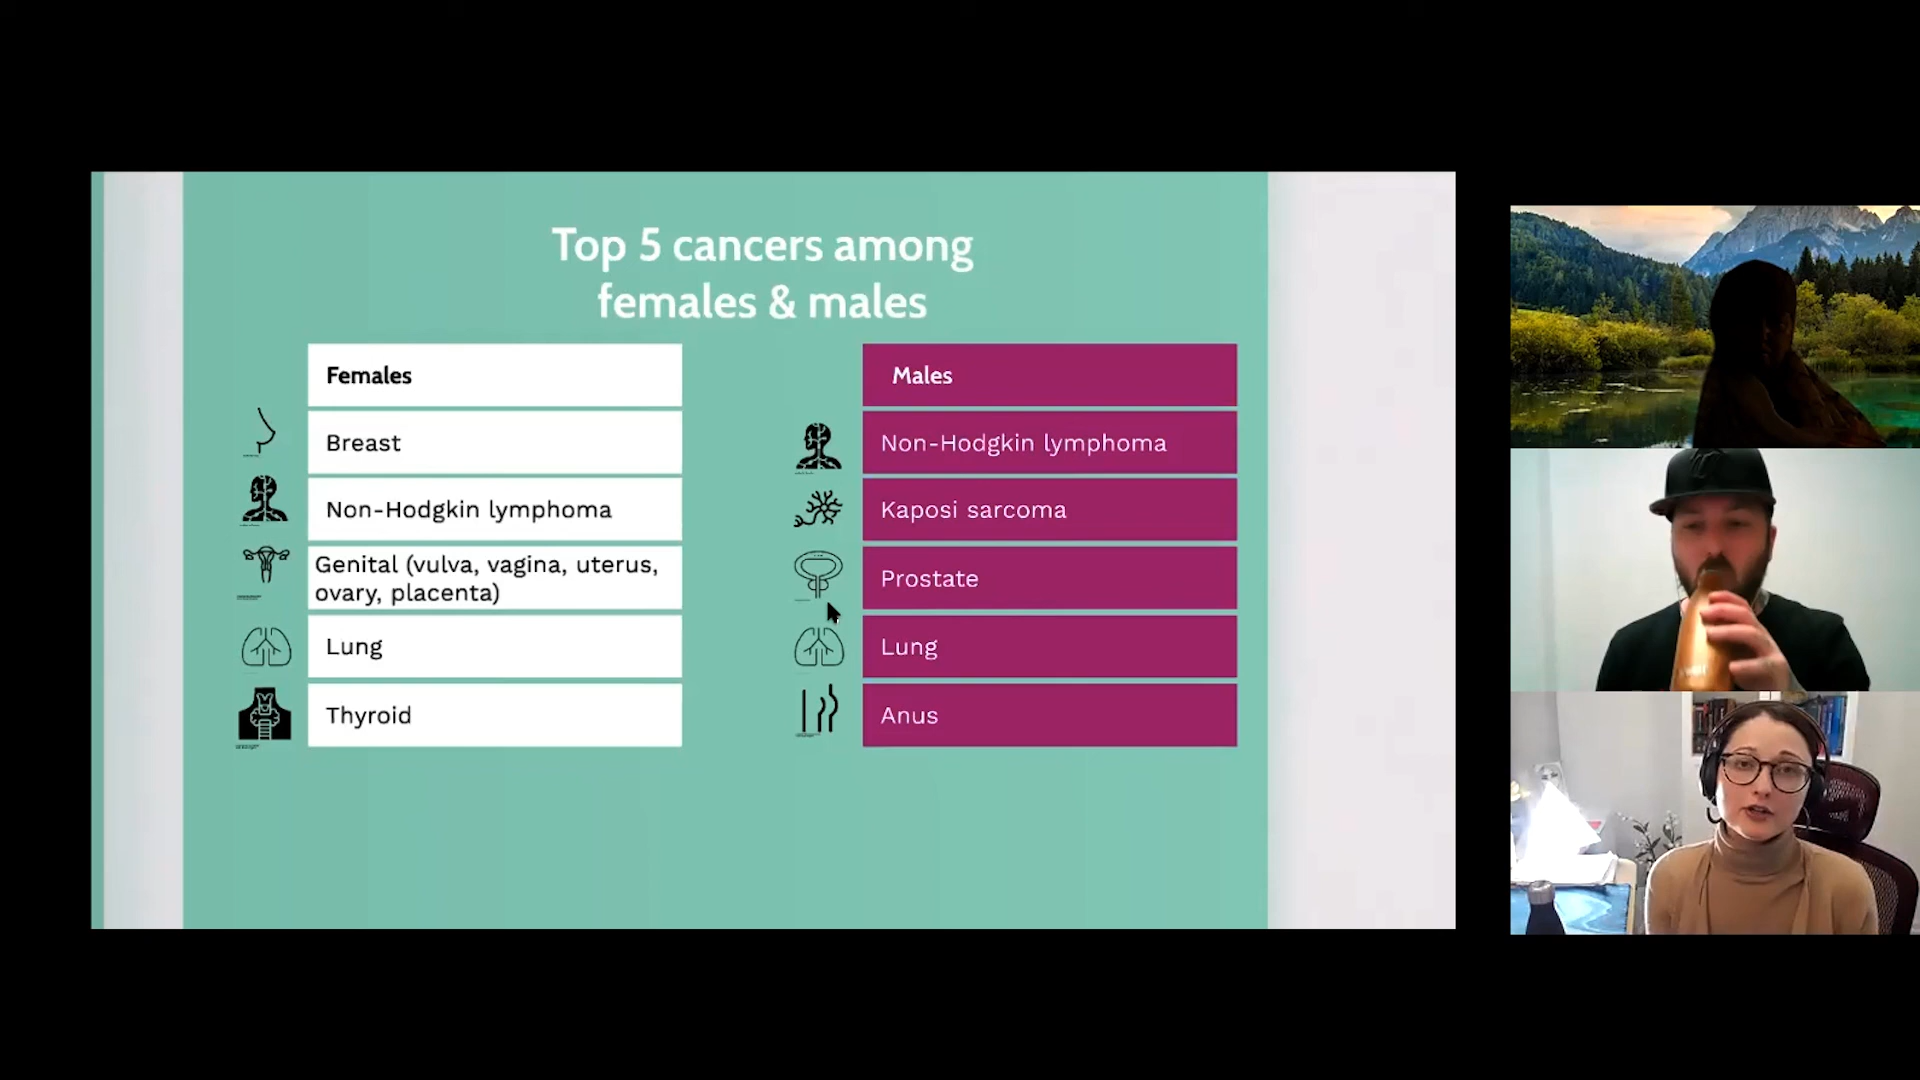 Top 5 cancers among
females & males
Females
Breast
Non-Hodgkin lymphoma
Genital (vulva, vagina, uterus,
ovary, placenta)
Lung
Thyroid
Males
Non-Hodgkin lymphoma
Kaposi sarcoma
Prostate
Lung
Anus